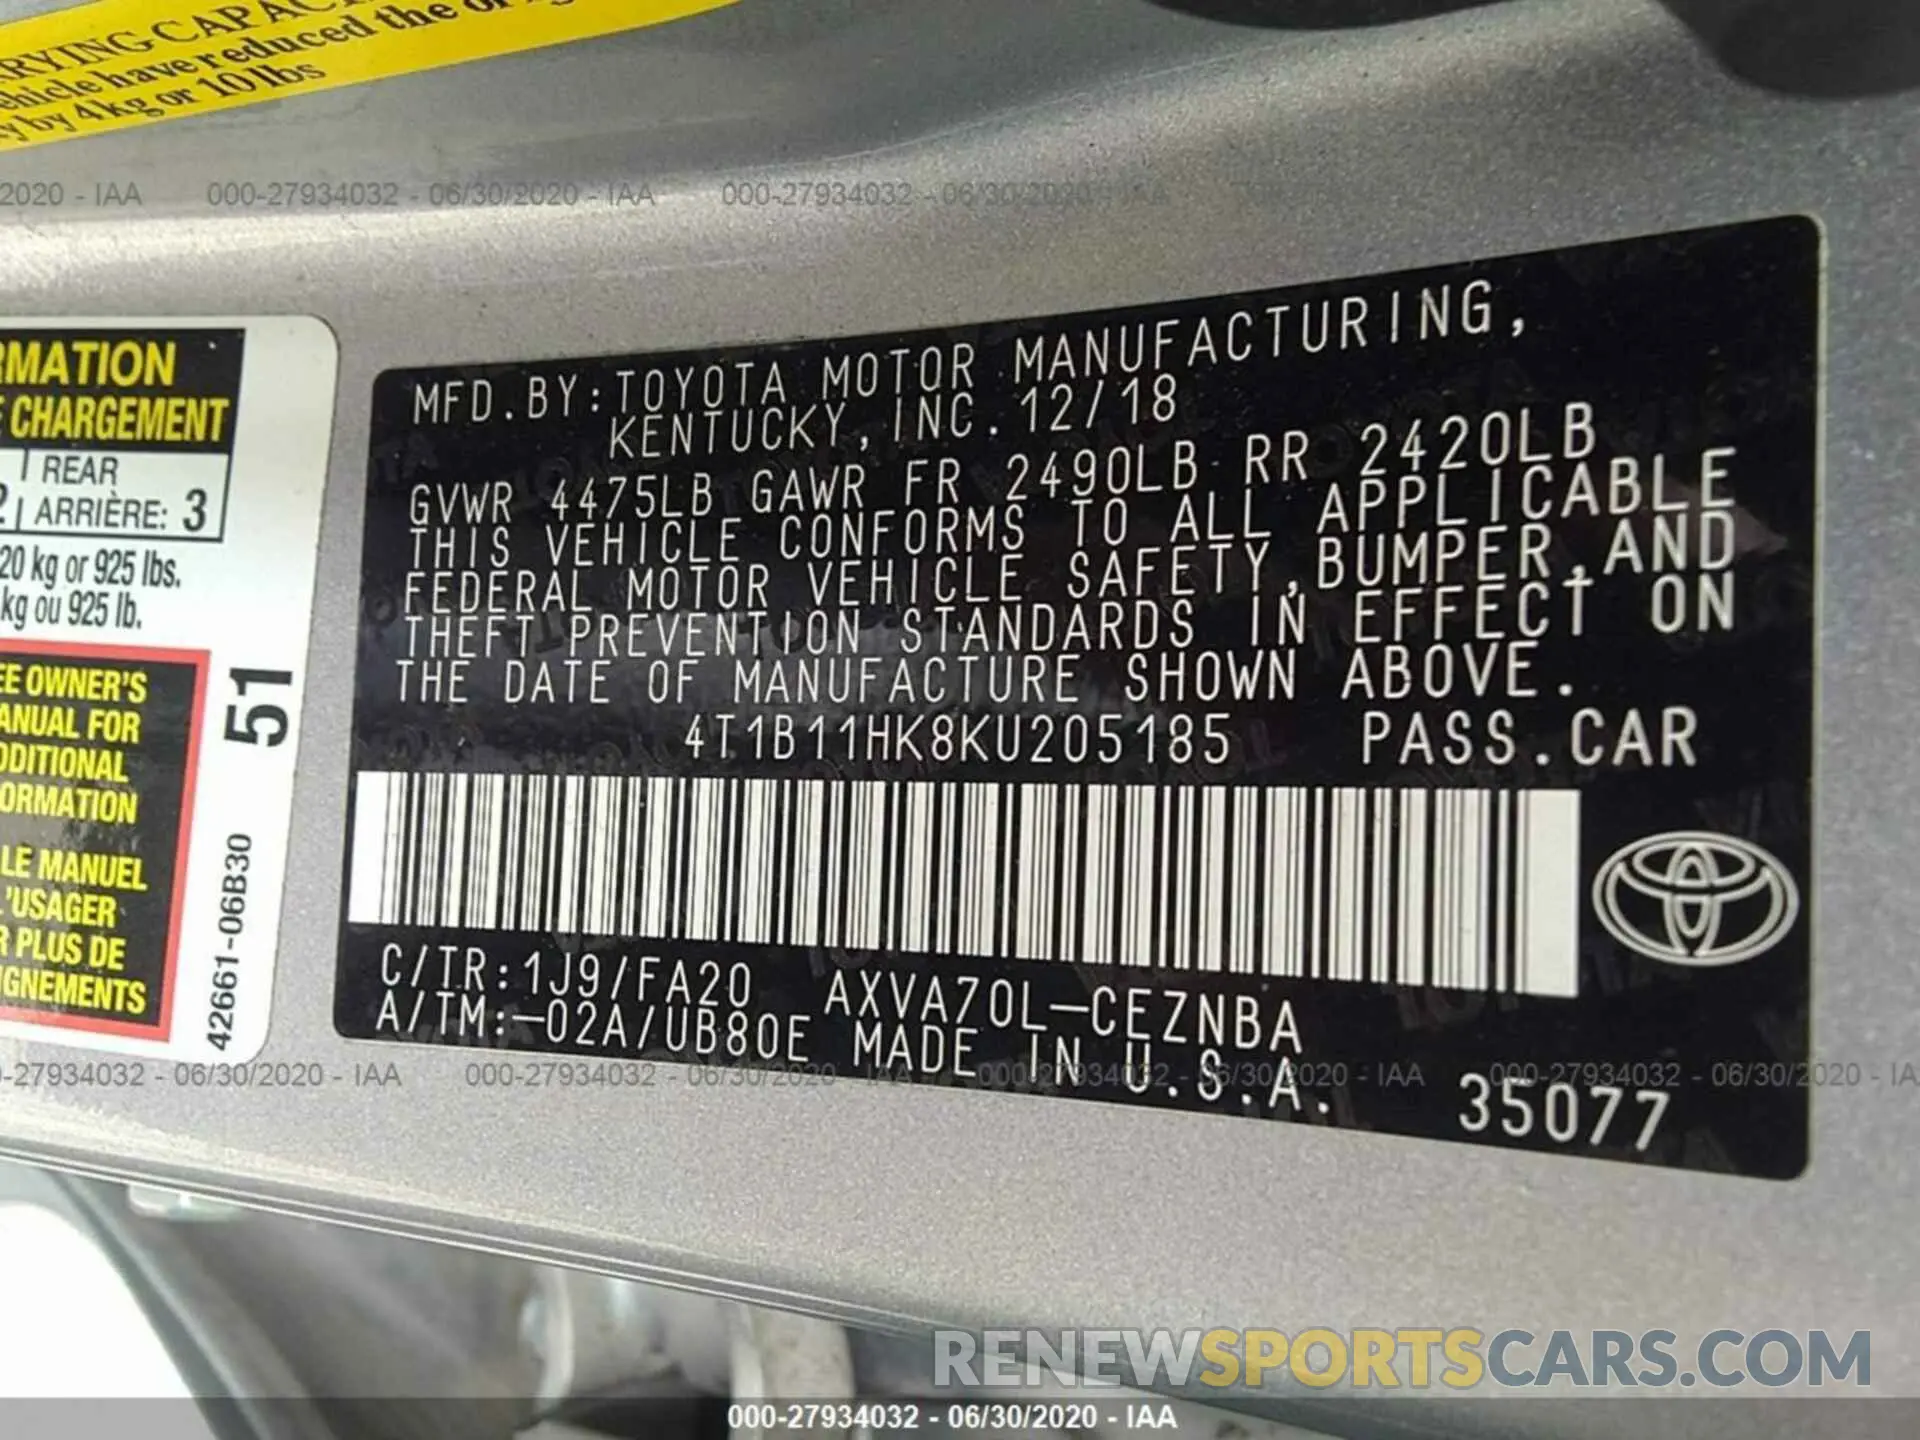 RRYING CAPAC
ehicle have reduced the
by 4 kg or 10 lbs
2020 - IAA 000-27934032 - 06/30/2020 - IAA 000-27934032 - 06/30/2020 - IAA
RMATION
E CHARGEMENT
REAR
2 ARRIÈRE: 3
20 kg or 925 lbs.
kg ou 925 lb.
EE OWNER'S
ANUAL FOR
DDITIONAL
ORMATION
LE MANUEL
L'USAGER
R PLUS DE
IGNEMENTS
51
42661-06B30
MFD.BY:TOYOTA MOTOR MANUFACTURING,
KENTUCKY, INC. 12/18
GVWR 4475LB GAWR FR 2490LB RR 2420LB
THIS VEHICLE CONFORMS TO ALL APPLICABLE
FEDERAL MOTOR VEHICLE SAFETY,BUMPER,AND
THEFT PREVENTION STANDARDS IN EFFECT ON
THE DATE OF MANUFACTURE SHOWN ABOVE.
4T1B11HK8KU205185 PASS.CAR
C/TR:1J9/FA20 AXVA70L-CEZNBA
A/TM:-02A/UB80E MADE IN U.S.A.
35077
-27934032 - 06/30/2020 - IAA 000-27934032 - 06/30/2020 - IAA 000-27934032 - 06/30/2020 - IAA 000-27934032 - 06/30/2020 - IA
RENEWSPORTSCARS.COM
000-27934032 - 06/30/2020 - IAA